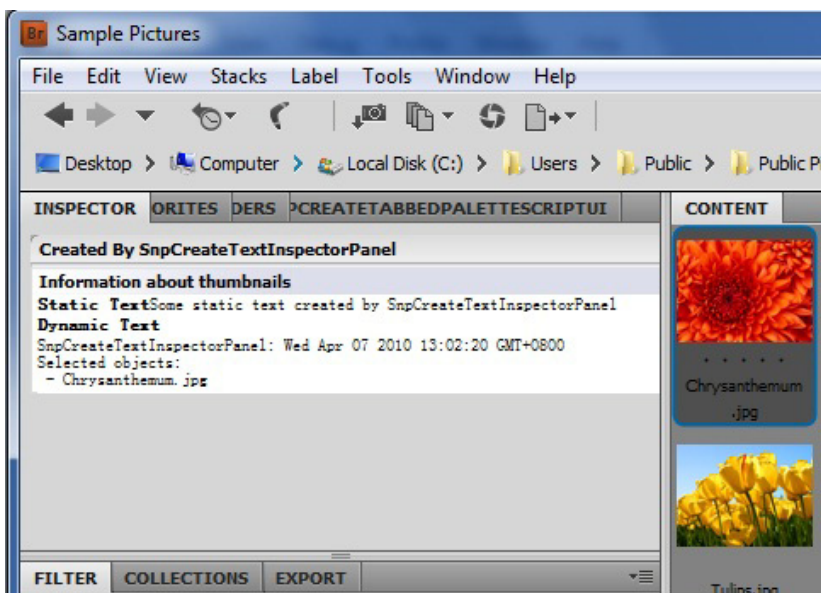 Br Sample Pictures
File Edit View Stacks Label Tools Window Help
Desktop Computer Local Disk (C:) Users Public Public
INSPECTOR ORITES DERS PCREATETABBEDPALETTESCRIPTUI CONTENT
Created By SnpCreateTextInspectorPanel
Information about thumbnails
Static TextSome static text created by SnpCreateTextInspectorPanel
Dynamic Text
SnpCreateTextInspectorPanel: Wed Apr 07 2010 13:02:20 GMT+0800
Selected objects:
- Chrysanthemum.jpg
Chrysanthemum
.jpg
FILTER COLLECTIONS EXPORT
Tulips.jpg